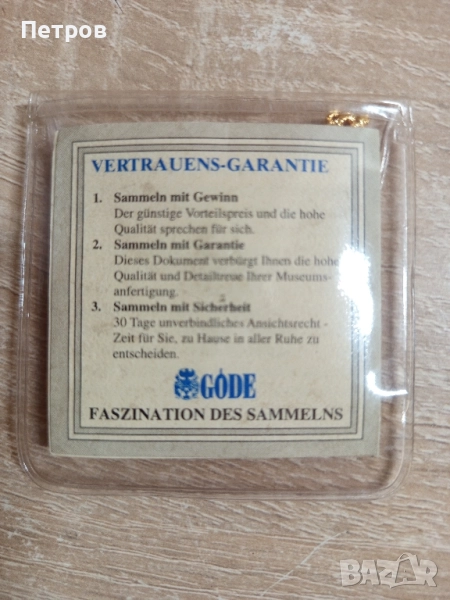 Петров
VERTRAUENS-GARANTIE
1. Sammeln mit Gewinn
Der günstige Vorteilspreis und die hohe
Qualität sprechen für sich.
2. Sammeln mit Garantie
Dieses Dokument verbürgt Ihnen die hohe
Qualität und Detailtreue Ihrer Museums-
anfertigung.
3. Sammeln mit Sicherheit
30 Tage unverbindliches Ansichtsrecht -
Zeit für Sie, zu Hause in aller Ruhe zu
entscheiden.
GÖDE
FASZINATION DES SAMMELNS
BAZAR